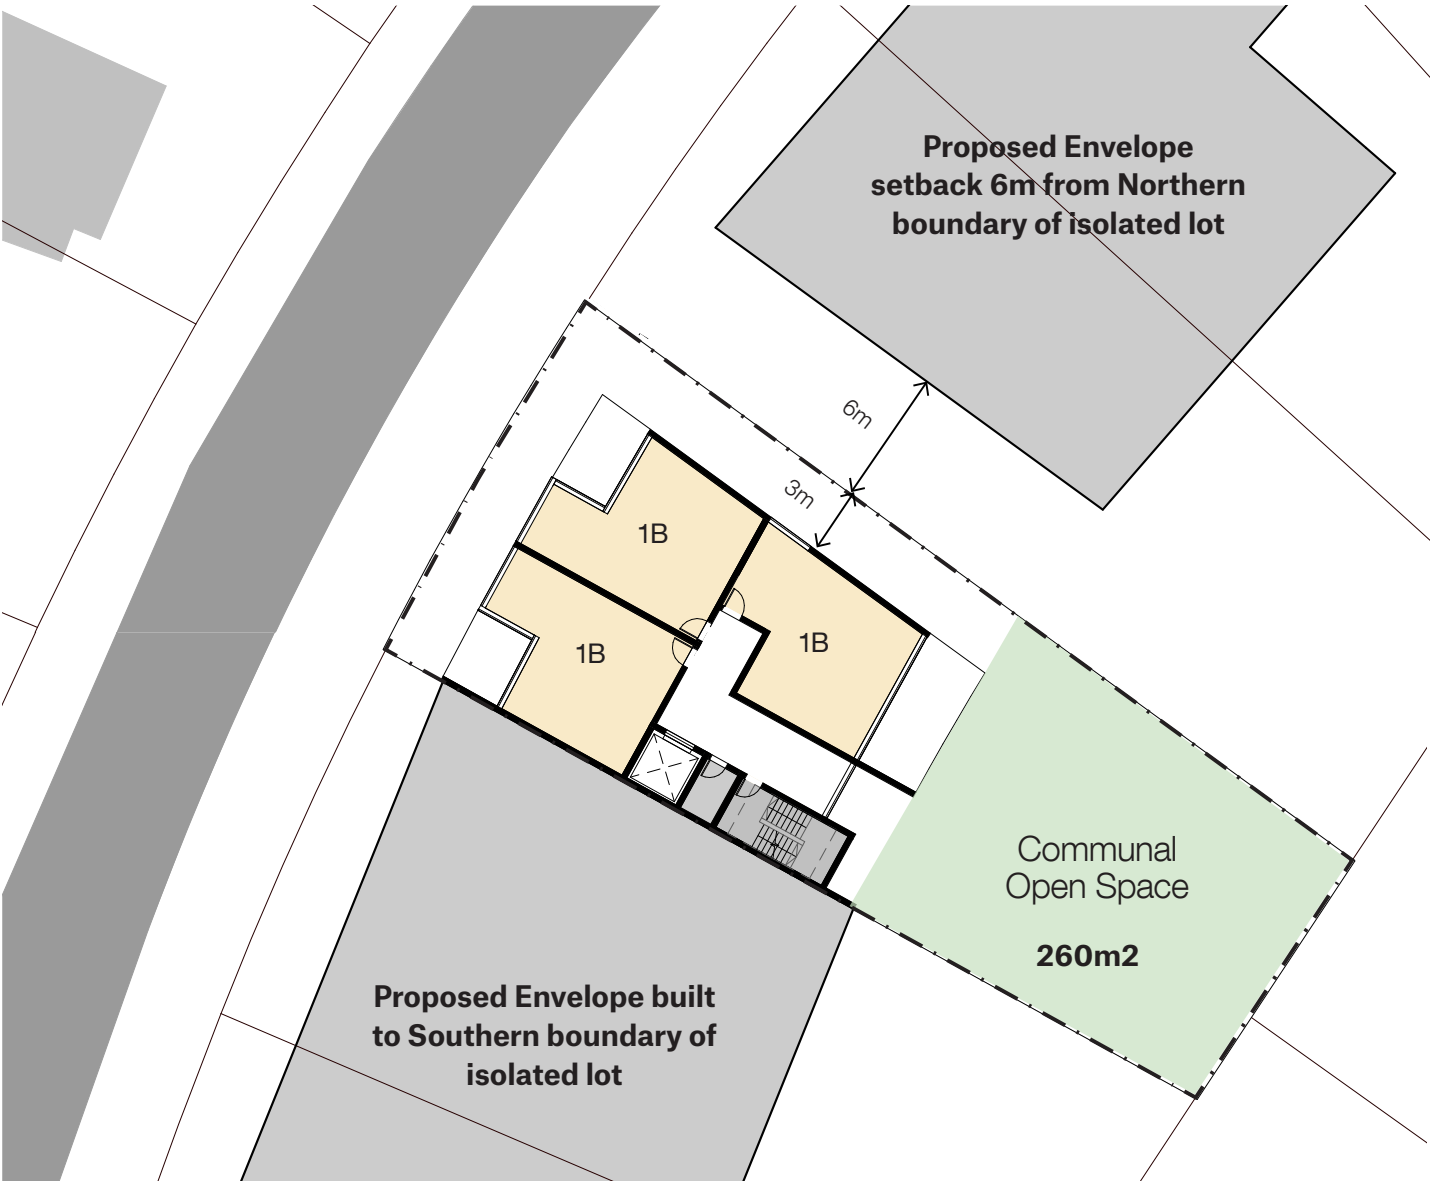 Proposed Envelope
setback 6m from Northern
boundary of isolated lot
6m
3m
1B
1B
1B
Communal
Open Space
260m2
Proposed Envelope built
to Southern boundary of
isolated lot